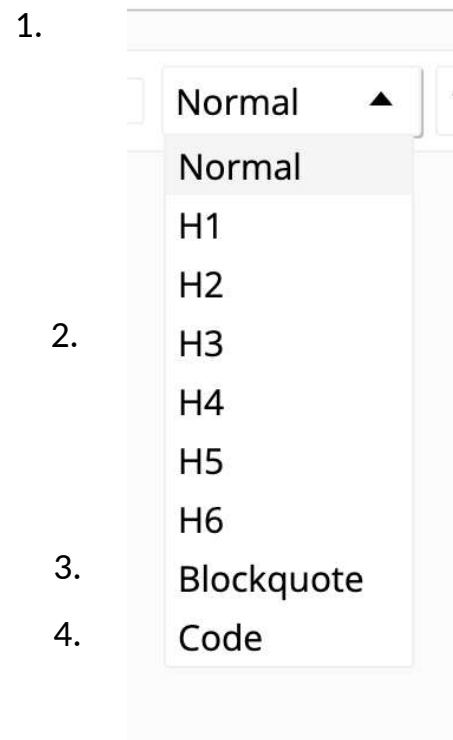 1.
Normal ▲
Normal
H1
H2
2. H3
H4
H5
H6
3. Blockquote
4. Code